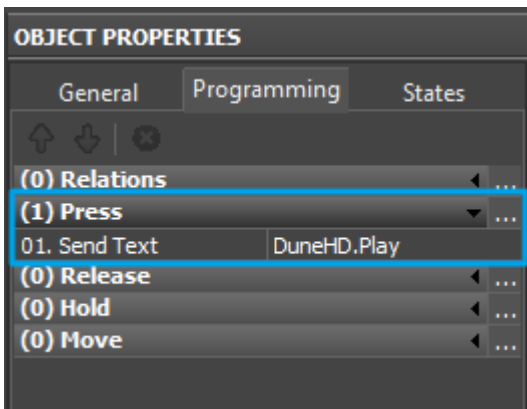 OBJECT PROPERTIES
General Programming States
(0) Relations ...
(1) Press ...
01. Send Text DuneHD.Play
(0) Release ...
(0) Hold ...
(0) Move ...